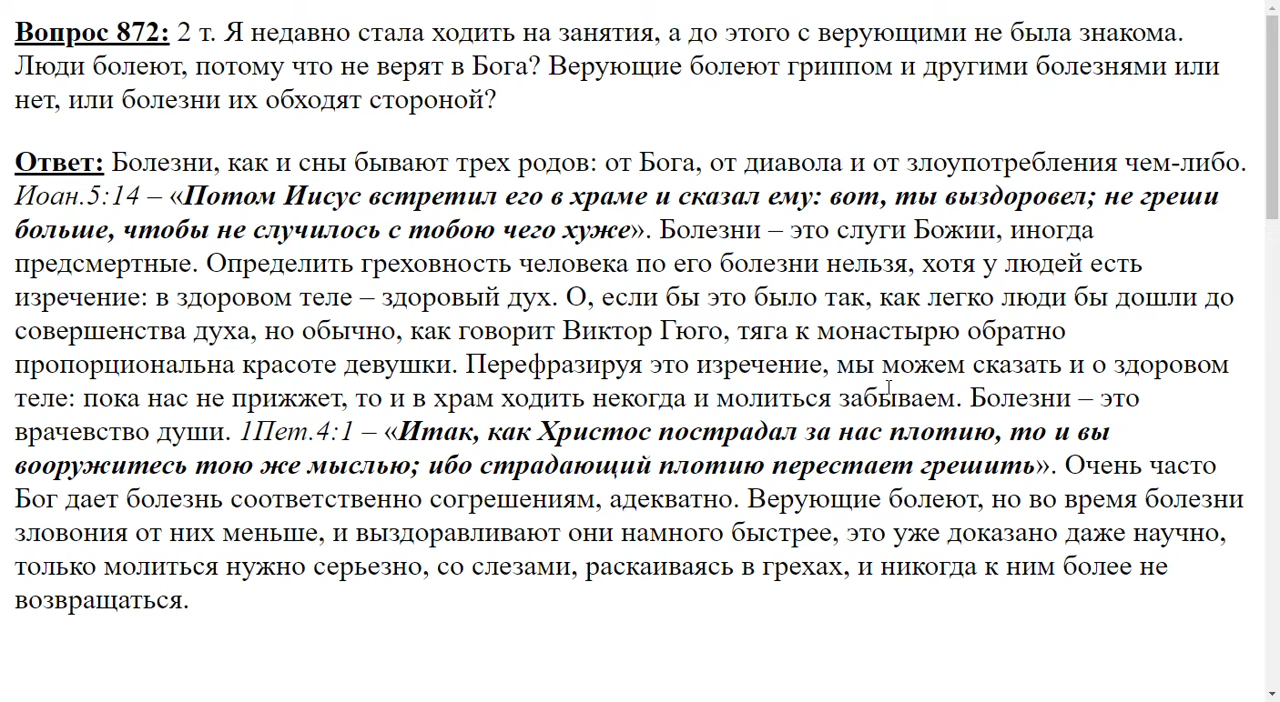 Вопрос 872: 2 т. Я недавно стала ходить на занятия, а до этого с верующими не была знакома.
Люди болеют, потому что не верят в Бога? Верующие болеют гриппом и другими болезнями или
нет, или болезни их обходят стороной?
Ответ: Болезни, как и сны бывают трех родов: от Бога, от диавола и от злоупотребления чем-либо.
Иоан.5:14 – «Потом Иисус встретил его в храме и сказал ему: вот, ты выздоровел; не греши
больше, чтобы не случилось с тобою чего хуже». Болезни – это слуги Божии, иногда
предсмертные. Определить греховность человека по его болезни нельзя, хотя у людей есть
изречение: в здоровом теле – здоровый дух. О, если бы это было так, как легко люди бы дошли до
совершенства духа, но обычно, как говорит Виктор Гюго, тяга к монастырю обратно
пропорциональна красоте девушки. Перефразируя это изречение, мы можем сказать и о здоровом
теле: пока нас не прижжет, то и в храм ходить некогда и молиться забываем. Болезни – это
врачевство души. 1Пет.4:1 – «Итак, как Христос пострадал за нас плотию, то и вы
вооружитесь тою же мыслью; ибо страдающий плотию перестает грешить». Очень часто
Бог дает болезнь соответственно согрешениям, адекватно. Верующие болеют, но во время болезни
зловония от них меньше, и выздоравливают они намного быстрее, это уже доказано даже научно,
только молиться нужно серьезно, со слезами, раскаиваясь в грехах, и никогда к ним более не
возвращаться.